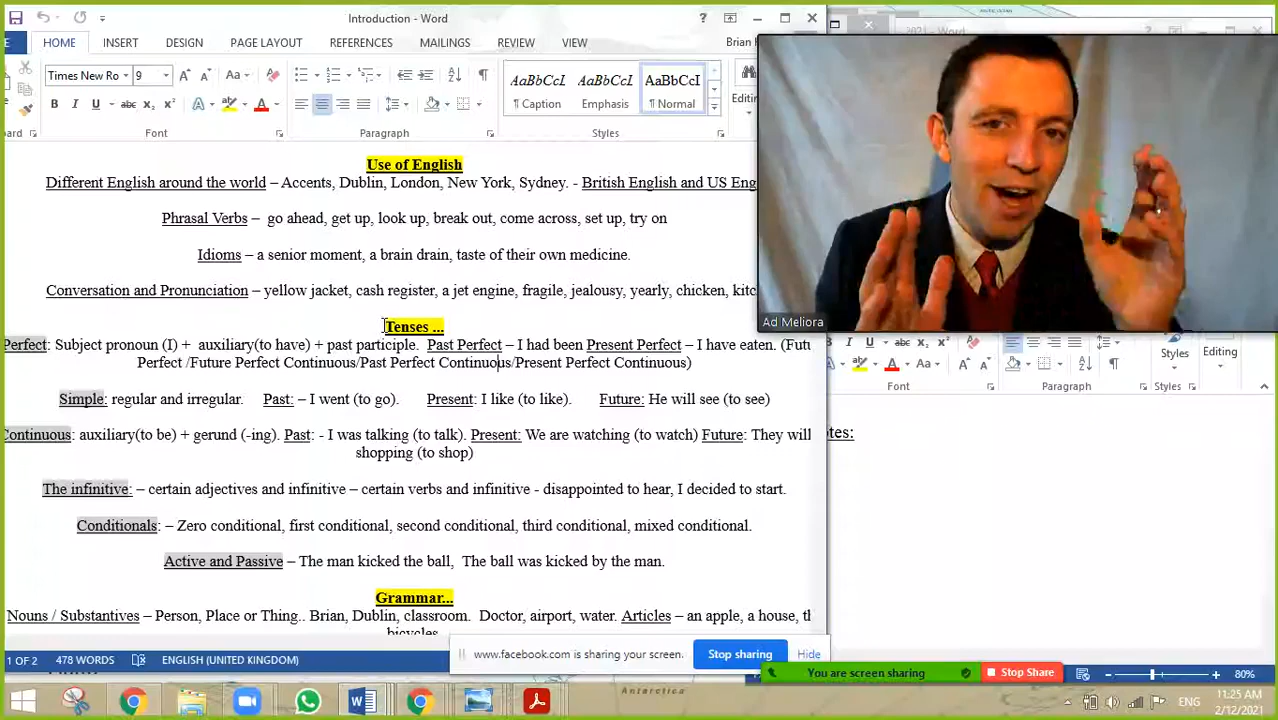 Introduction - Word
2021 - Word
HOME
INSERT
DESIGN
PAGE LAYOUT
REFERENCES
MAILINGS
REVIEW
VIEW
Brian
Times New Ro
9
Aa
AaBbCcI
AaBbCcI
AaBbCcI
¶ Caption
Emphasis
¶ Normal
Editing
Font
Paragraph
Styles
Use of English
Different English around the world – Accents, Dublin, London, New York, Sydney. - British English and US Eng
Phrasal Verbs – go ahead, get up, look up, break out, come across, set up, try on
Idioms – a senior moment, a brain drain, taste of their own medicine.
Conversation and Pronunciation – yellow jacket, cash register, a jet engine, fragile, jealousy, yearly, chicken, kitc
Tenses ...
Perfect: Subject pronoun (I) + auxiliary(to have) + past participle. Past Perfect – I had been Present Perfect – I have eaten. (Futu
Perfect /Future Perfect Continuous/Past Perfect Continuous/Present Perfect Continuous)
Simple: regular and irregular. Past: – I went (to go). Present: I like (to like). Future: He will see (to see)
Continuous: auxiliary(to be) + gerund (-ing). Past: - I was talking (to talk). Present: We are watching (to watch) Future: They will
shopping (to shop)
The infinitive: – certain adjectives and infinitive – certain verbs and infinitive - disappointed to hear, I decided to start.
Conditionals: – Zero conditional, first conditional, second conditional, third conditional, mixed conditional.
Active and Passive – The man kicked the ball, The ball was kicked by the man.
Grammar...
Nouns / Substantives – Person, Place or Thing.. Brian, Dublin, classroom. Doctor, airport, water. Articles – an apple, a house, th
bicycles
Ad Meliora
Aa
Styles
Editing
Font
Paragraph
Styles
otes:
1 OF 2
478 WORDS
ENGLISH (UNITED KINGDOM)
www.facebook.com is sharing your screen.
Stop sharing
Hide
You are screen sharing
Stop Share
80%
Antarctica
ENG
11:25 AM
2/12/2021